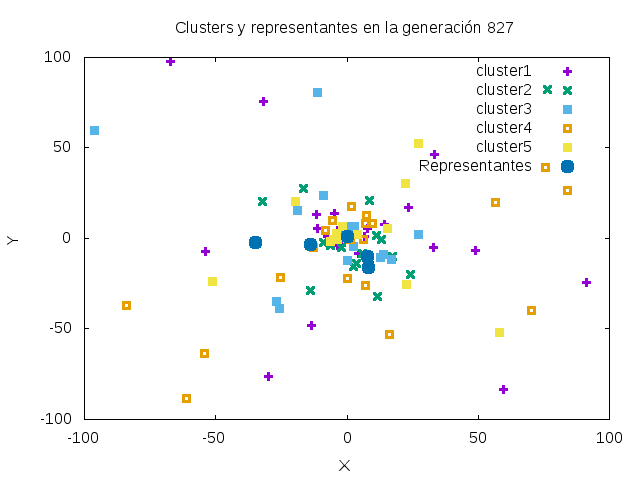 Clusters y representantes en la generación 827
100
50
0
-50
-100
-100
-50
0
50
100
Y
X
cluster1
cluster2
cluster3
cluster4
cluster5
Representantes